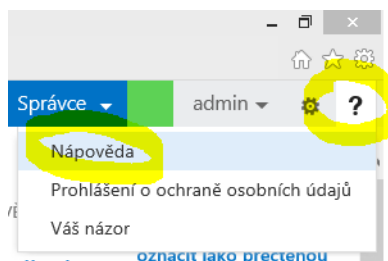 Správce admin ?
Nápověda
Prohlášení o ochraně osobních údajů
Váš názor
označit jako přečtenou